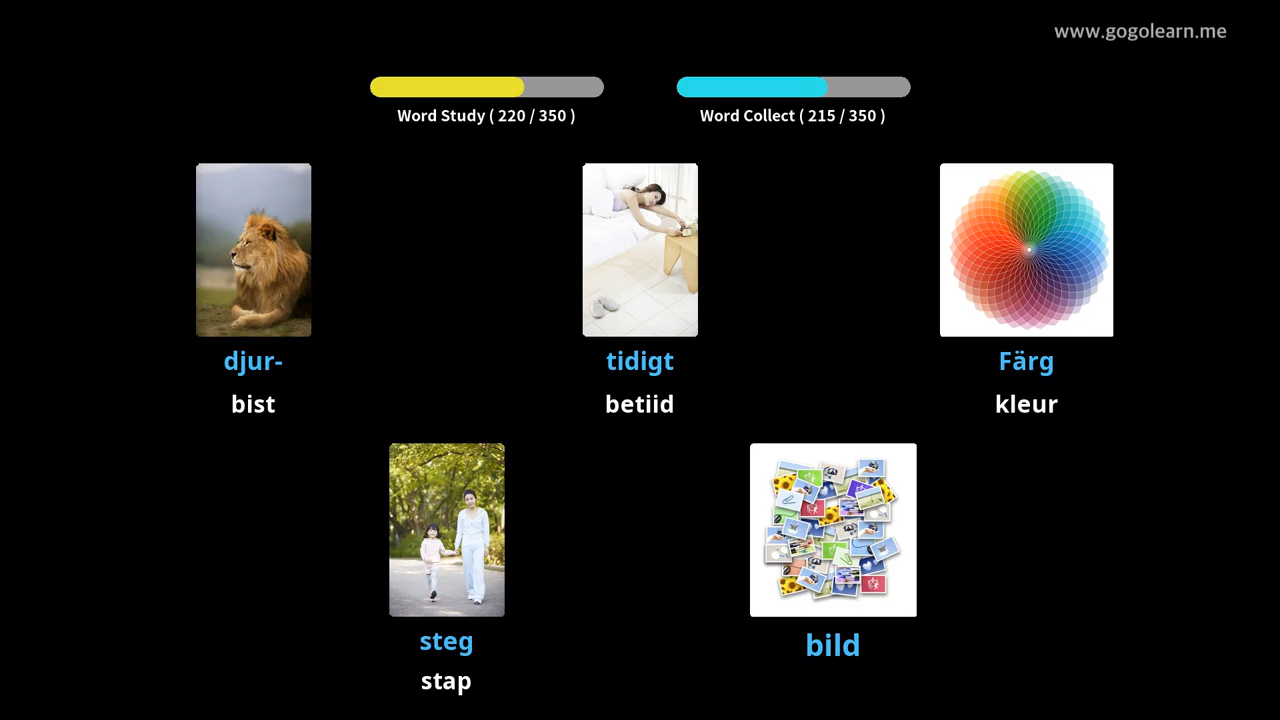 www.gogolearn.me
Word Study ( 220 / 350 )
Word Collect ( 215 / 350 )
djur-
bist
tidigt
betiid
Färg
kleur
steg
stap
bild